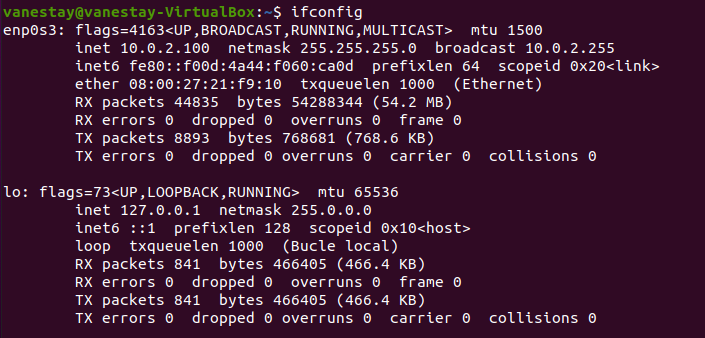 vanestay@vanestay-VirtualBox:~$ ifconfig
enp0s3: flags=4163<UP,BROADCAST,RUNNING,MULTICAST>  mtu 1500
        inet 10.0.2.100  netmask 255.255.255.0  broadcast 10.0.2.255
        inet6 fe80::f00d:4a44:f060:ca0d  prefixlen 64  scopeid 0x20<link>
        ether 08:00:27:21:f9:10  txqueuelen 1000  (Ethernet)
        RX packets 44835  bytes 54288344 (54.2 MB)
        RX errors 0  dropped 0  overruns 0  frame 0
        TX packets 8893  bytes 768681 (768.6 KB)
        TX errors 0  dropped 0 overruns 0  carrier 0  collisions 0

lo: flags=73<UP,LOOPBACK,RUNNING>  mtu 65536
        inet 127.0.0.1  netmask 255.0.0.0
        inet6 ::1  prefixlen 128  scopeid 0x10<host>
        loop  txqueuelen 1000  (Bucle local)
        RX packets 841  bytes 466405 (466.4 KB)
        RX errors 0  dropped 0  overruns 0  frame 0
        TX packets 841  bytes 466405 (466.4 KB)
        TX errors 0  dropped 0 overruns 0  carrier 0  collisions 0